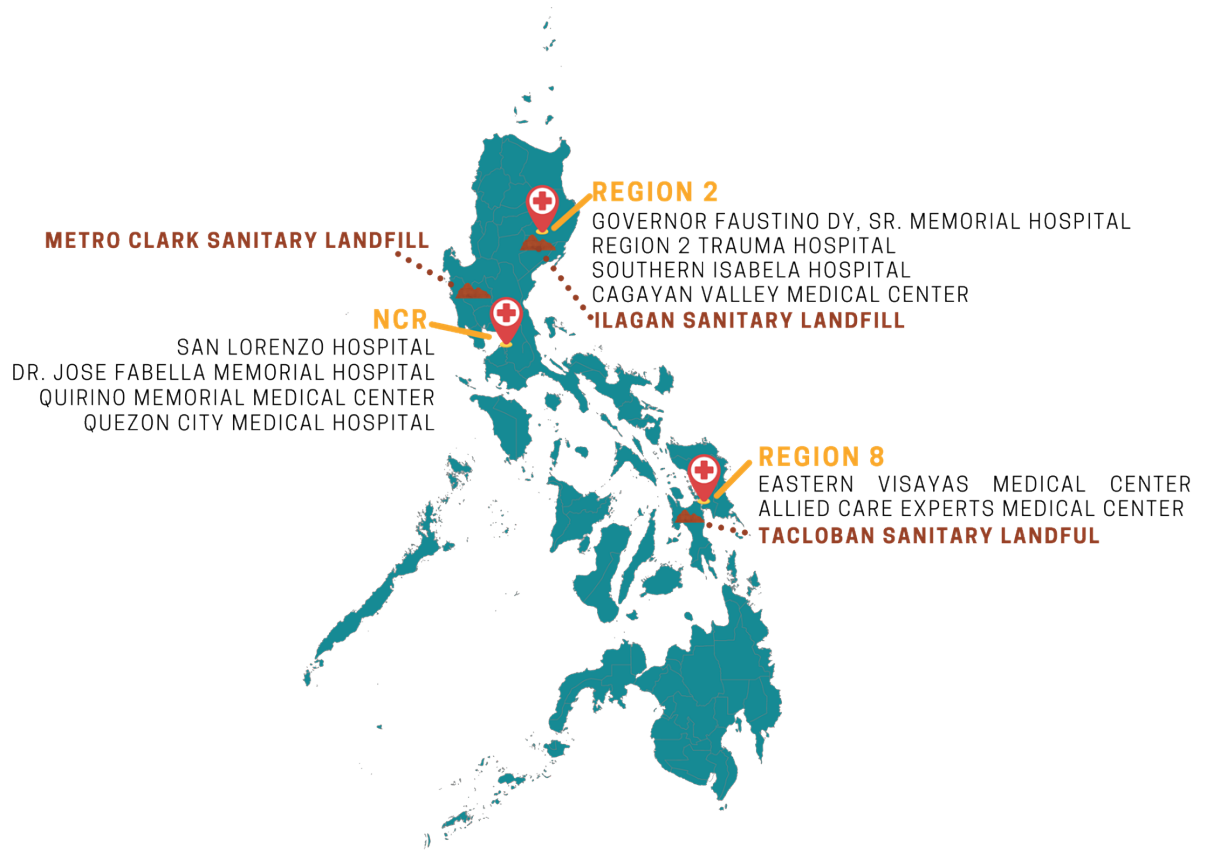 REGION 2
GOVERNOR FAUSTINO DY, SR. MEMORIAL HOSPITAL
REGION 2 TRAUMA HOSPITAL
SOUTHERN ISABELA HOSPITAL
CAGAYAN VALLEY MEDICAL CENTER
ILAGAN SANITARY LANDFILL
METRO CLARK SANITARY LANDFILL
NCR
SAN LORENZO HOSPITAL
DR. JOSE FABELLA MEMORIAL HOSPITAL
QUIRINO MEMORIAL MEDICAL CENTER
QUEZON CITY MEDICAL HOSPITAL
REGION 8
EASTERN VISAYAS MEDICAL CENTER
ALLIED CARE EXPERTS MEDICAL CENTER
TACLOBAN SANITARY LANDFUL